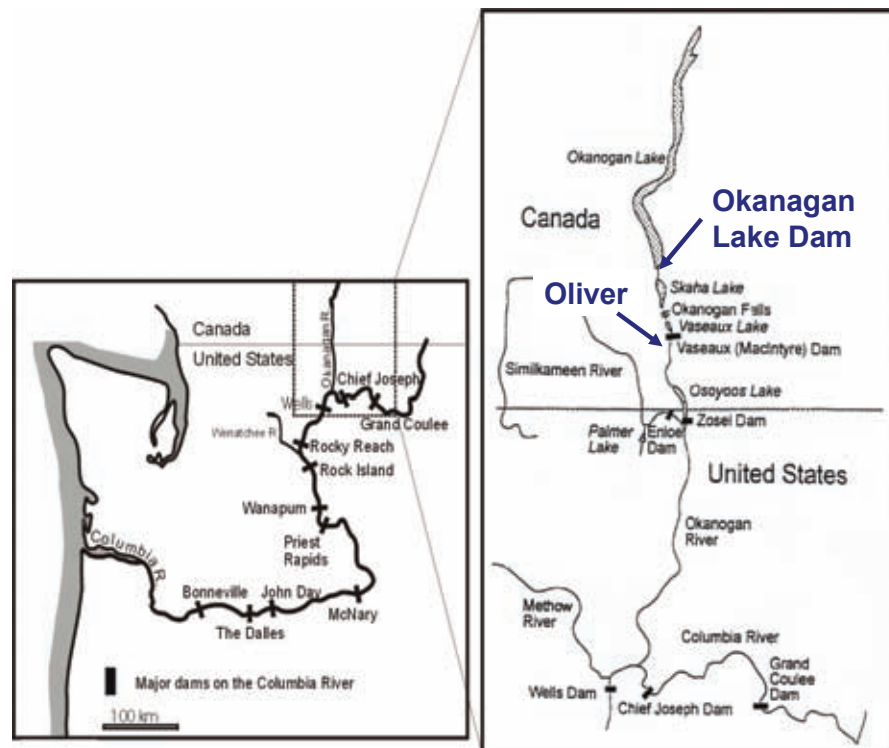 Canada
United States
Okanagan R.
Chief Joseph
Wells
Grand Coulee
Wenatchee R.
Rocky Reach
Rock Island
Wanapum
Priest
Rapids
Columbia R.
Bonneville
John Day
McNary
The Dalles
Major dams on the Columbia River
100 km
Okanogan Lake
Canada
Okanagan
Lake Dam
Oliver
Skaha Lake
Okanogan Falls
Vaseaux Lake
Vaseaux (MacIntyre) Dam
Similkameen River
Osoyoos Lake
Zosel Dam
Palmer
Lake
Enloe
Dam
United States
Okanogan
River
Methow
River
Columbia River
Grand
Coulee
Dam
Wells Dam
Chief Joseph Dam